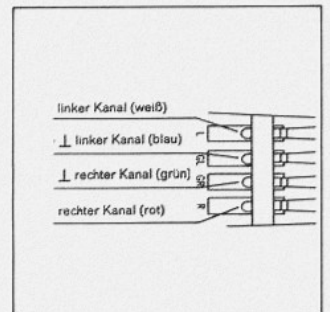 linker Kanal (weiß)
L
⊥ linker Kanal (blau)
GL
⊥ rechter Kanal (grün)
GR
rechter Kanal (rot)
R